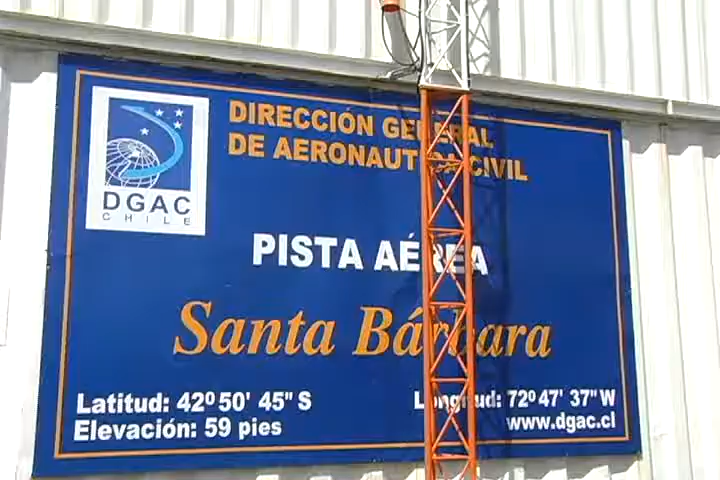 DIRECCIÓN GENERAL
DE AERONAUTICA CIVIL
DGAC
CHILE
PISTA AÉREA
Santa Bárbara
Latitud: 42º 50' 45" S
Longitud: 72º 47' 37" W
Elevación: 59 pies
www.dgac.cl